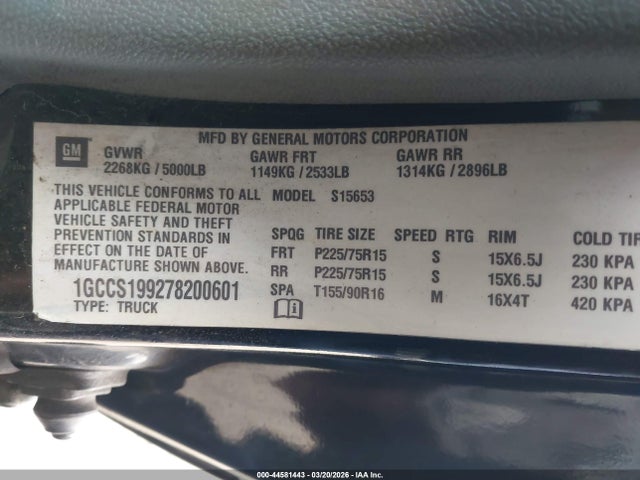 MFD BY GENERAL MOTORS CORPORATION
GM GVWR GAWR FRT GAWR RR
2268KG / 5000LB 1149KG / 2533LB 1314KG / 2896LB
THIS VEHICLE CONFORMS TO ALL MODEL S15653
APPLICABLE FEDERAL MOTOR
VEHICLE SAFETY AND THEFT
PREVENTION STANDARDS IN
EFFECT ON THE DATE OF
MANUFACTURE SHOWN ABOVE.
1GCCS199278200601
TYPE: TRUCK
SPQG TIRE SIZE SPEED RTG RIM COLD TI
FRT P225/75R15 S 15X6.5J 230 KPA
RR P225/75R15 S 15X6.5J 230 KPA
SPA T155/90R16 M 16X4T 420 KPA
000-44581443 - 03/20/2026 - IAA Inc.